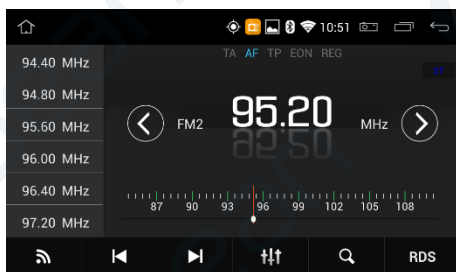 10:51
TA AF TP EON REG
94.40 MHz
94.80 MHz
95.60 MHz
96.00 MHz
96.40 MHz
97.20 MHz
FM2 95.20 MHz
87 90 93 96 99 102 105 108
RDS